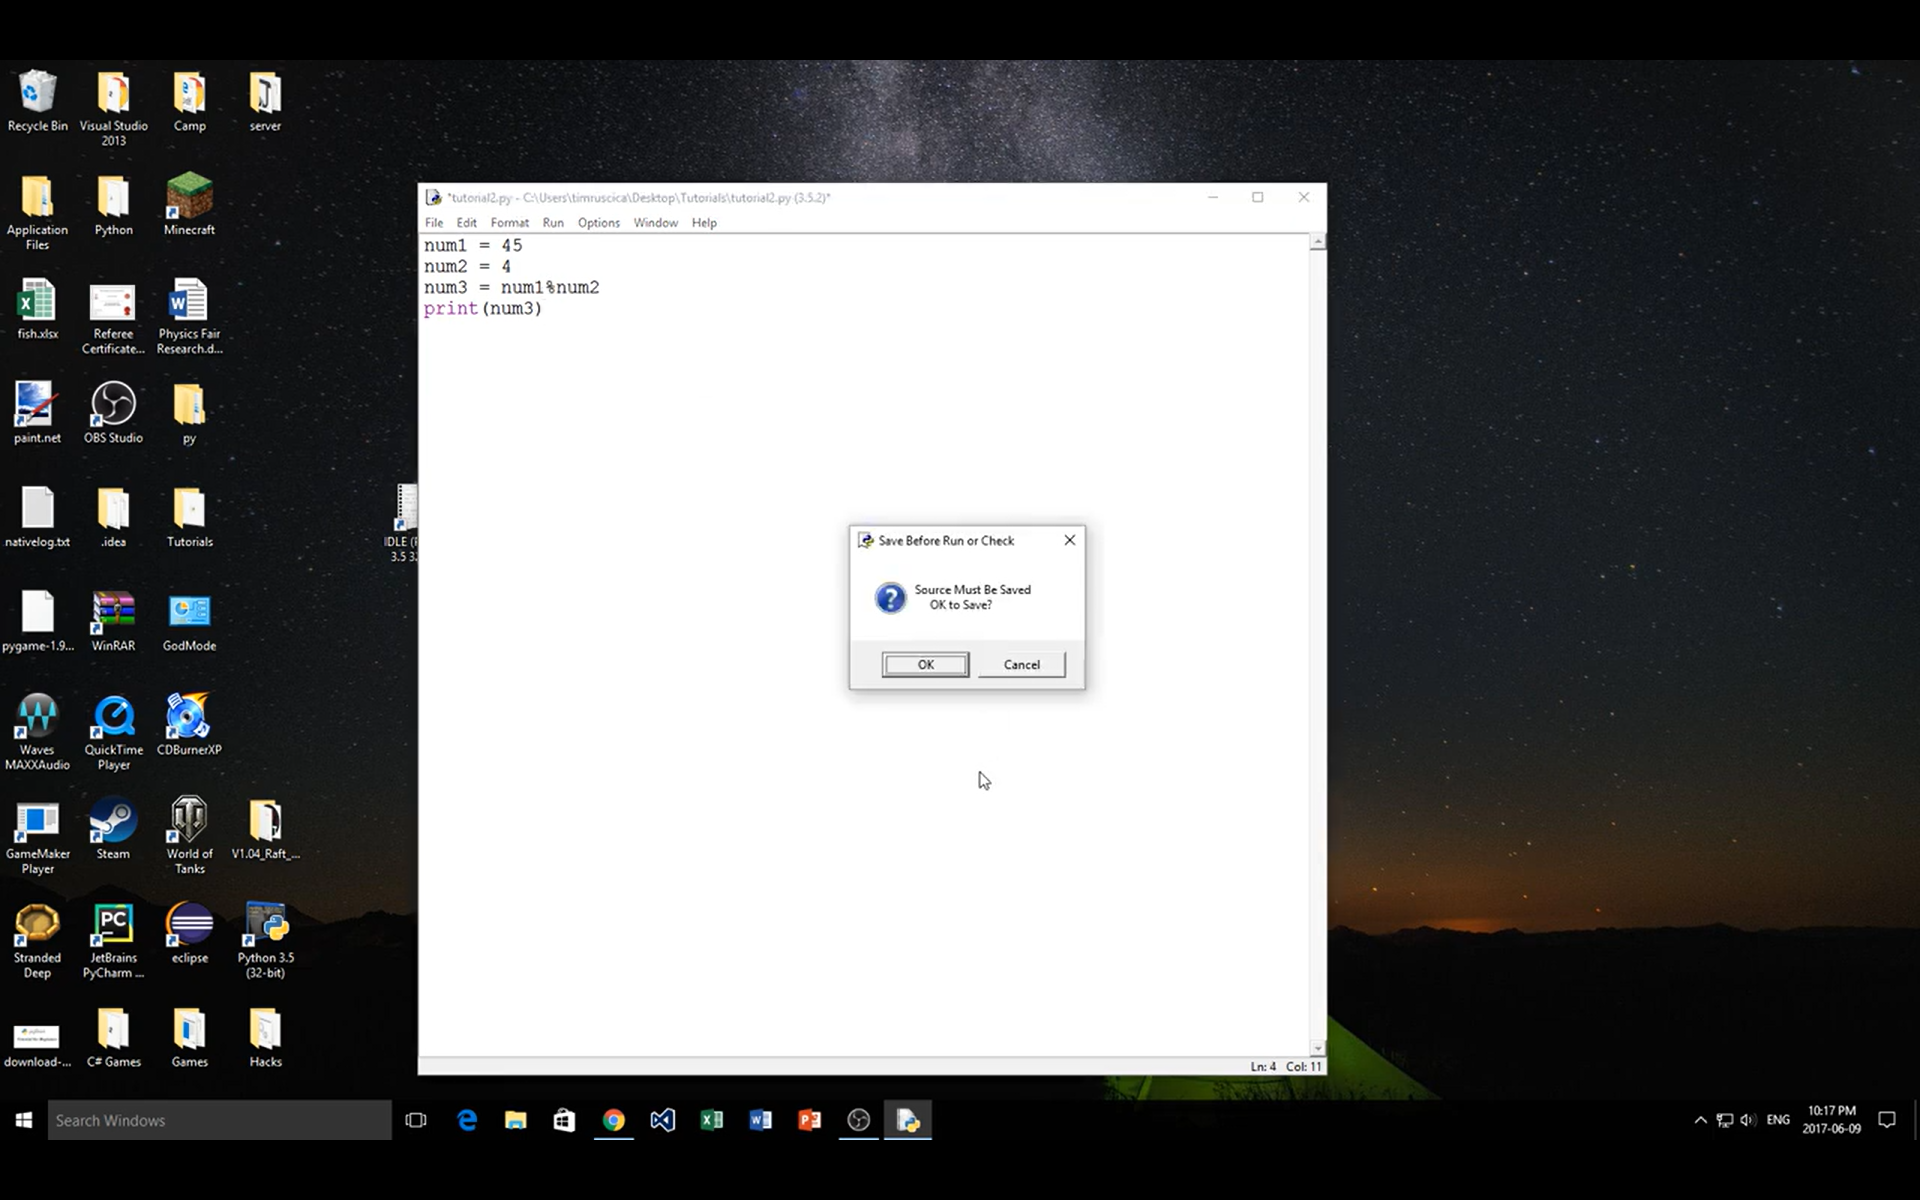 Recycle Bin
Visual Studio
2013
Camp
server
Application
Files
Python
Minecraft
fish.xlsx
Referee
Certificate...
Physics Fair
Research.d...
paint.net
OBS Studio
py
nativelog.txt
.idea
Tutorials
IDLE (
3.5 3
pygame-1.9...
WinRAR
GodMode
Waves
MAXXAudio
QuickTime
Player
CDBurnerXP
GameMaker
Player
Steam
World of
Tanks
V1.04_Raft_...
Stranded
Deep
JetBrains
PyCharm ...
eclipse
Python 3.5
(32-bit)
download-...
C# Games
Games
Hacks
*tutorial2.py - C:\Users\timruscica\Desktop\Tutorials\tutorial2.py (3.5.2)*
File Edit Format Run Options Window Help
num1 = 45
num2 = 4
num3 = num1%num2
print(num3)
Save Before Run or Check
Source Must Be Saved
OK to Save?
OK Cancel
Ln: 4 Col: 11
Search Windows
ENG
10:17 PM
2017-06-09